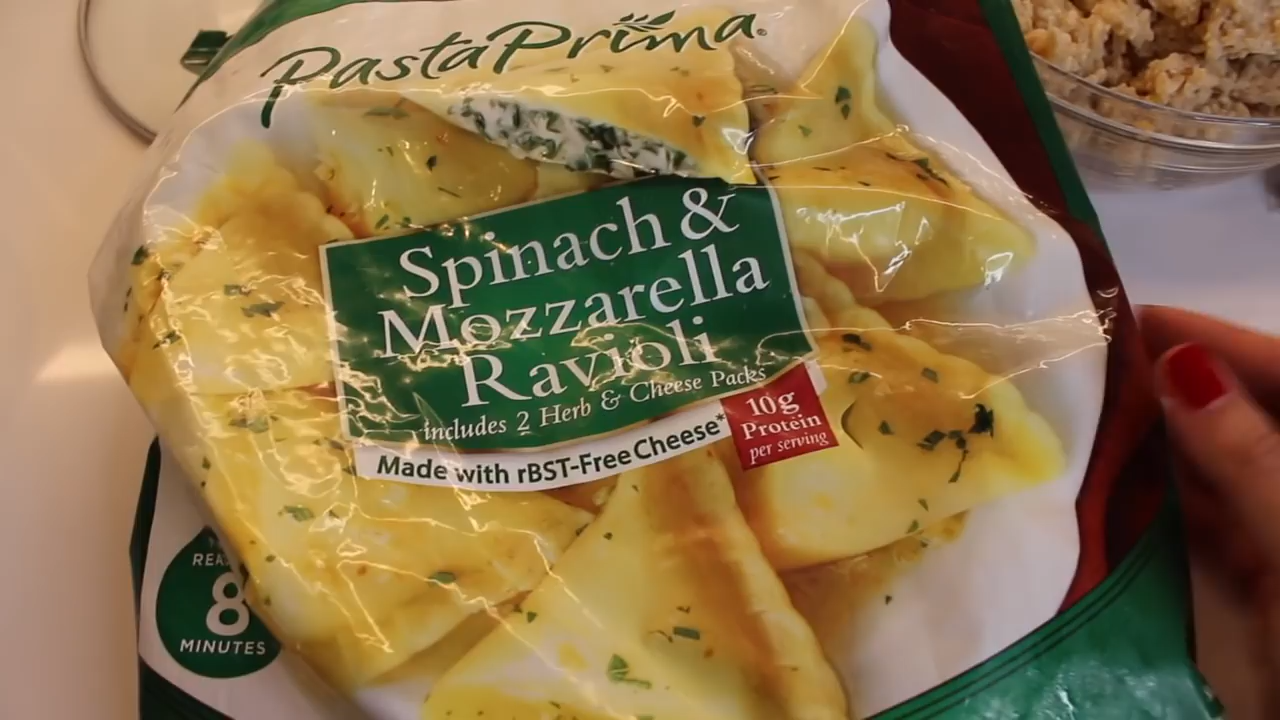 PastaPrima
Spinach &
Mozzarella
Ravioli
includes 2 Herb & Cheese Packs
Made with rBST-Free Cheese*
10g
Protein
per serving
8
MINUTES